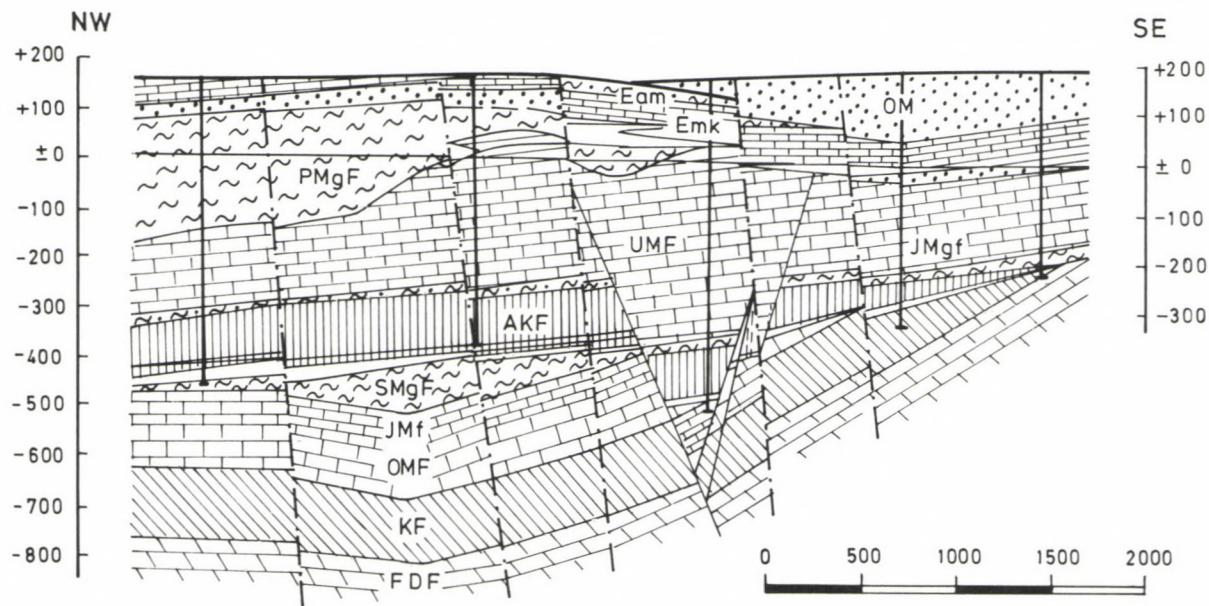 NW
SE
+200
+100
± 0
-100
-200
-300
-400
-500
-600
-700
-800
+200
+100
± 0
-100
-200
-300
Eam
OM
Emk
PMgF
UMF
JMgf
AKF
SMgF
JMf
OMF
KF
FDF
0 500 1000 1500 2000